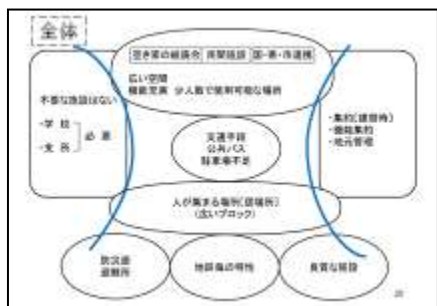 全体
空き家の総議会 民間施設 国・県・市連携
広い空間
機能充実 少人数で使用可能な場所
不要な施設はない
・学 校
・支 所
必 要
交通手段
公共バス
駐車場不足
・集約(建替時)
・機能集約
・地元管理
人が集まる場所(居場所)
(広いブロック)
防災面
避難所
地区毎の特性
良質な施設